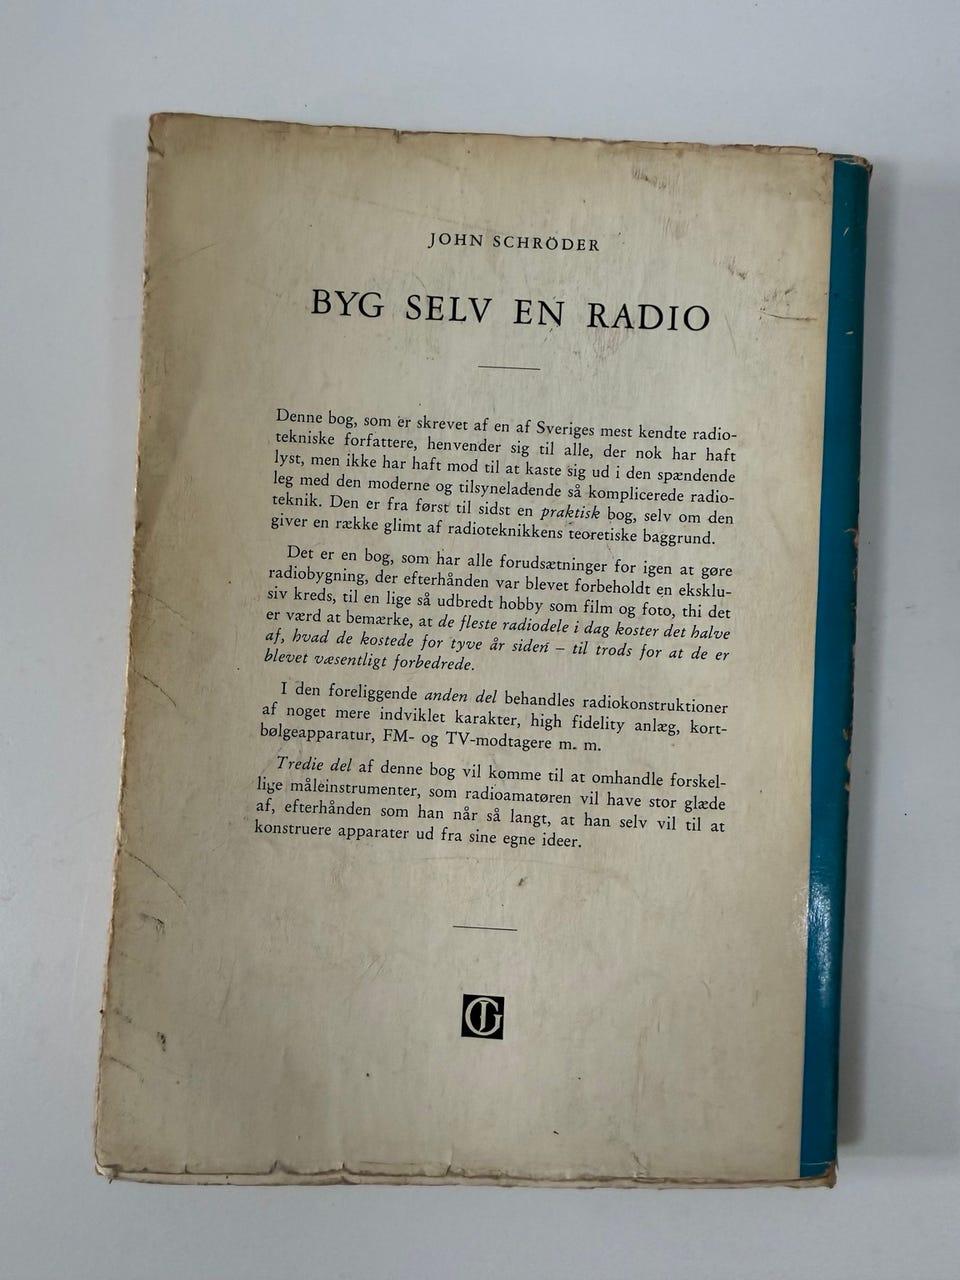 JOHN SCHRÖDER
BYG SELV EN RADIO
Denne bog, som er skrevet af en af Sveriges mest kendte radio-
tekniske forfattere, henvender sig til alle, der nok har haft
lyst, men ikke har haft mod til at kaste sig ud i den spændende
leg med den moderne og tilsyneladende så komplicerede radio-
teknik. Den er fra først til sidst en praktisk bog, selv om den
giver en række glimt af radioteknikkens teoretiske baggrund.
Det er en bog, som har alle forudsætninger for igen at gøre
radiobygning, der efterhånden var blevet forbeholdt en eksklu-
siv kreds, til en lige så udbredt hobby som film og foto, thi det
er værd at bemærke, at de fleste radiodele i dag koster det halve
af, hvad de kostede for tyve år siden – til trods for at de er
blevet væsentligt forbedrede.
I den foreliggende anden del behandles radiokonstruktioner
af noget mere indviklet karakter, high fidelity anlæg, kort-
bølgeapparatur, FM- og TV-modtagere m. m.
Tredie del af denne bog vil komme til at omhandle forskel-
lige måleinstrumenter, som radioamatøren vil have stor glæde
af, efterhånden som han når så langt, at han selv vil til at
konstruere apparater ud fra sine egne ideer.
JG